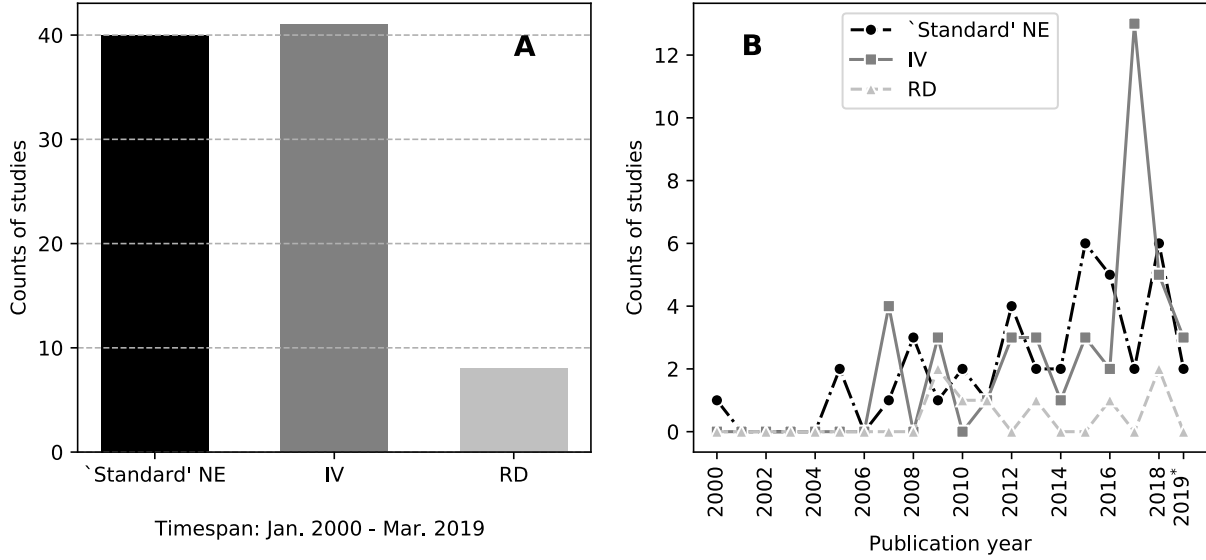 A
Counts of studies
40
30
20
10
0
`Standard' NE IV RD
Timespan: Jan. 2000 - Mar. 2019
B
`Standard' NE
IV
RD
Counts of studies
12
10
8
6
4
2
0
2000 2002 2004 2006 2008 2010 2012 2014 2016 2018 2019*
Publication year